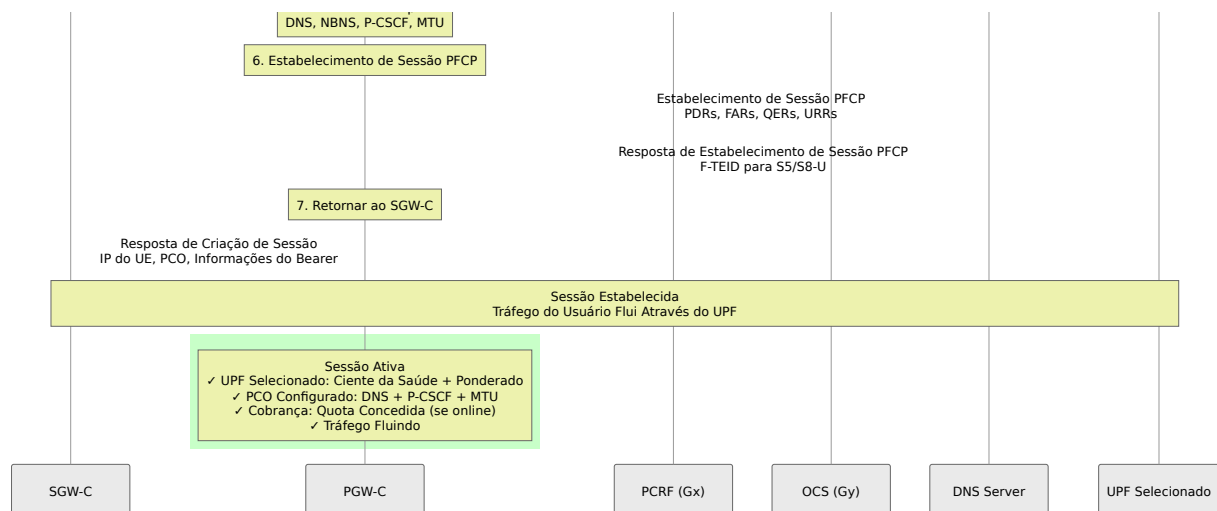 DNS, NBNS, P-CSCF, MTU
6. Estabelecimento de Sessão PFCP
Estabelecimento de Sessão PFCP
PDRs, FARs, QERs, URRs
Resposta de Estabelecimento de Sessão PFCP
F-TEID para S5/S8-U
7. Retornar ao SGW-C
Resposta de Criação de Sessão
IP do UE, PCO, Informações do Bearer
Sessão Estabelecida
Tráfego do Usuário Flui Através do UPF
Sessão Ativa
✓ UPF Selecionado: Ciente da Saúde + Ponderado
✓ PCO Configurado: DNS + P-CSCF + MTU
✓ Cobrança: Quota Concedida (se online)
✓ Tráfego Fluindo
SGW-C
PGW-C
PCRF (Gx)
OCS (Gy)
DNS Server
UPF Selecionado